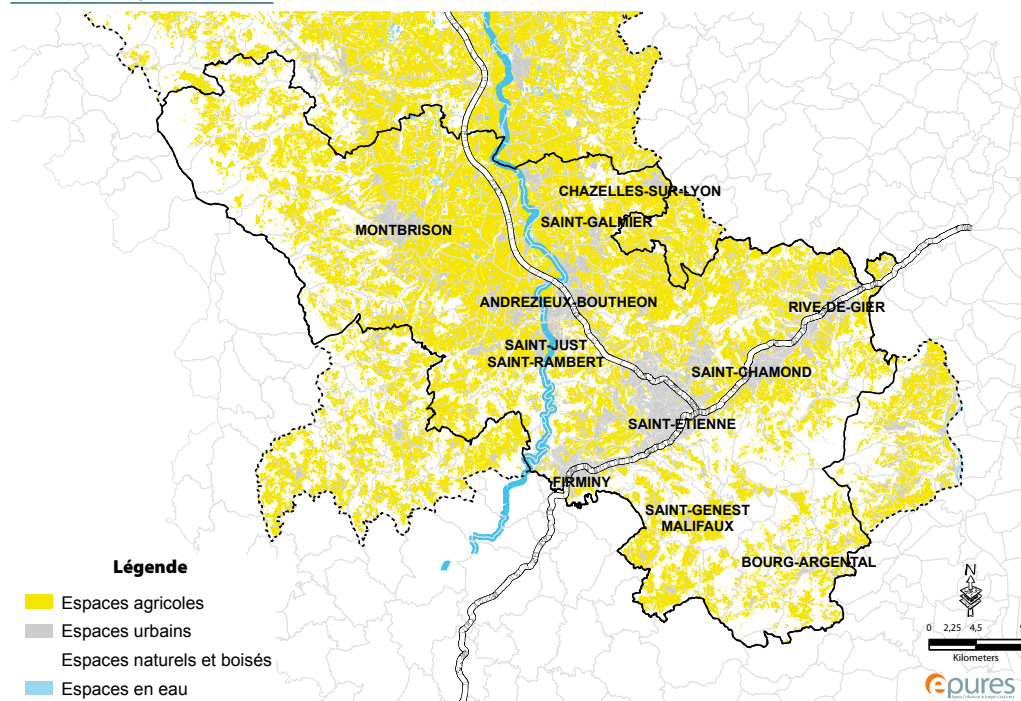 CHAZELLES-SUR-LYON
SAINT-GALMIER
MONTBRISON
ANDREZIEUX-BOUTHEON
RIVE-DE-GIER
SAINT-JUST
SAINT-RAMBERT
SAINT-CHAMOND
SAINT-ETIENNE
FIRMINY
SAINT-GENEST
MALIFAUX
BOURG-ARGENTAL
Légende
Espaces agricoles
Espaces urbains
Espaces naturels et boisés
Espaces en eau
N
0 2,25 4,5
Kilometers
epures